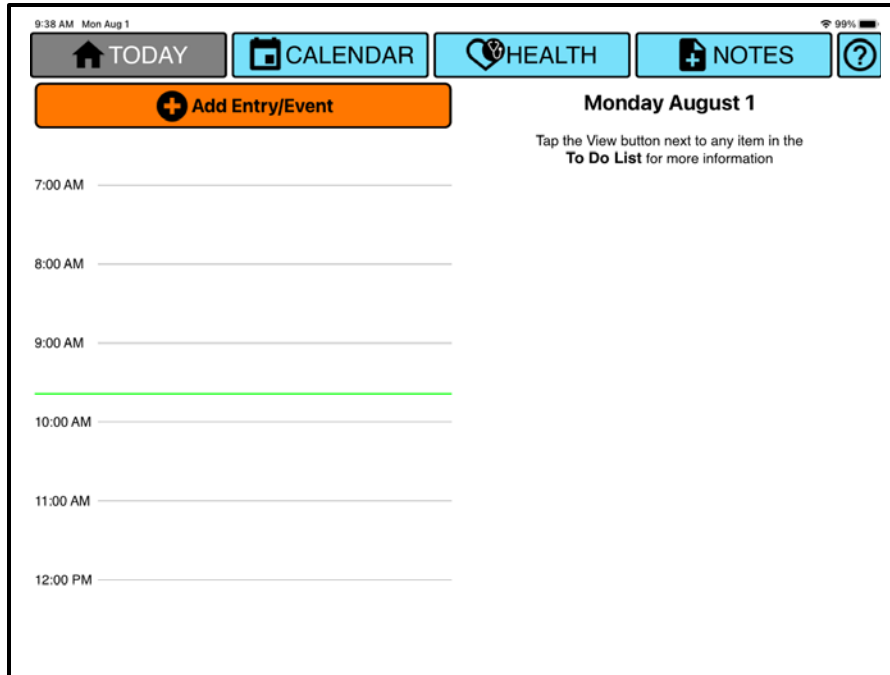 9:38 AM Mon Aug 1
99%
TODAY
CALENDAR
HEALTH
NOTES
?
Add Entry/Event
Monday August 1
Tap the View button next to any item in the
To Do List for more information
7:00 AM
8:00 AM
9:00 AM
10:00 AM
11:00 AM
12:00 PM